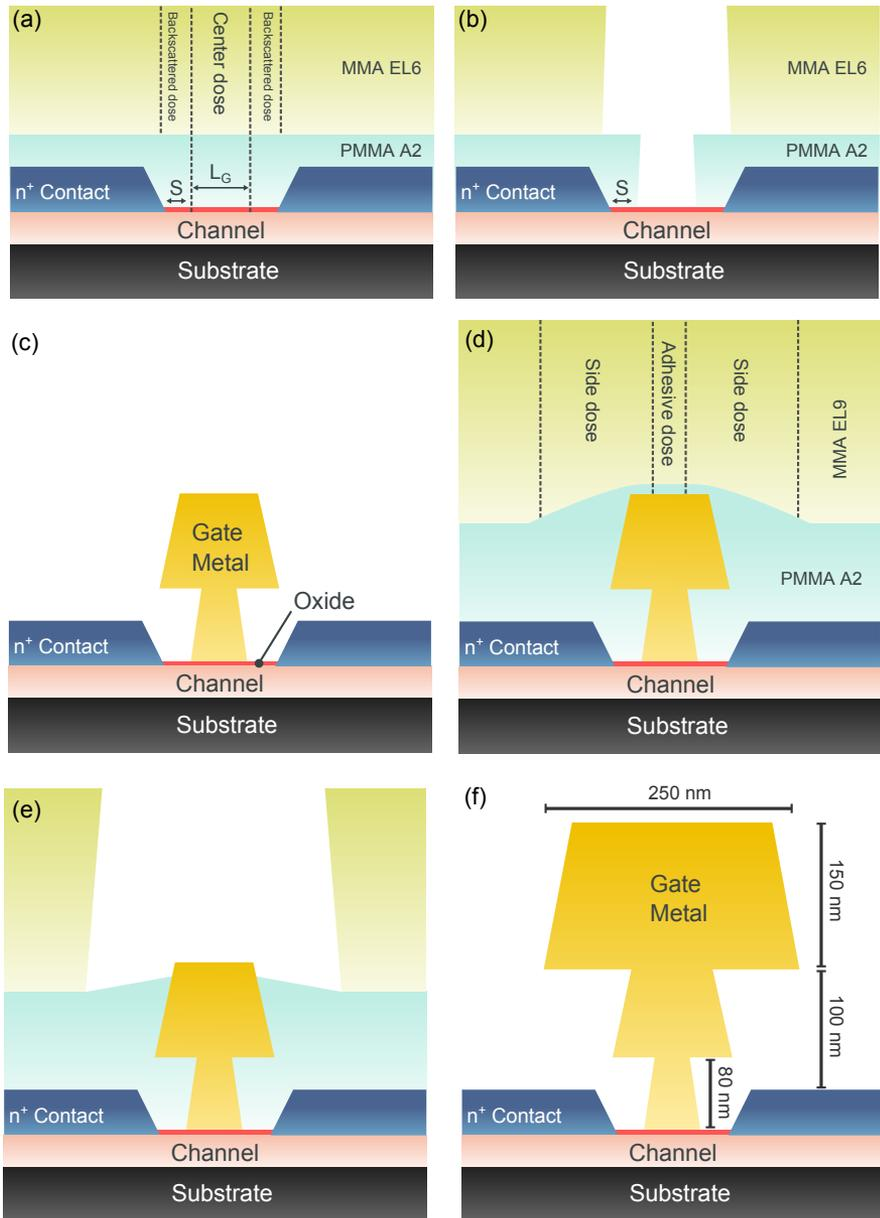 (a)
Backscattered dose
Center dose
Backscattered dose
MMA EL6
PMMA A2
S
L_G
n⁺ Contact
Channel
Substrate
(b)
MMA EL6
PMMA A2
S
n⁺ Contact
Channel
Substrate
(c)
Gate
Metal
Oxide
n⁺ Contact
Channel
Substrate
(d)
Side dose
Adhesive dose
Side dose
MMA EL9
PMMA A2
n⁺ Contact
Channel
Substrate
(e)
n⁺ Contact
Channel
Substrate
(f)
250 nm
Gate
Metal
150 nm
100 nm
80 nm
n⁺ Contact
Channel
Substrate